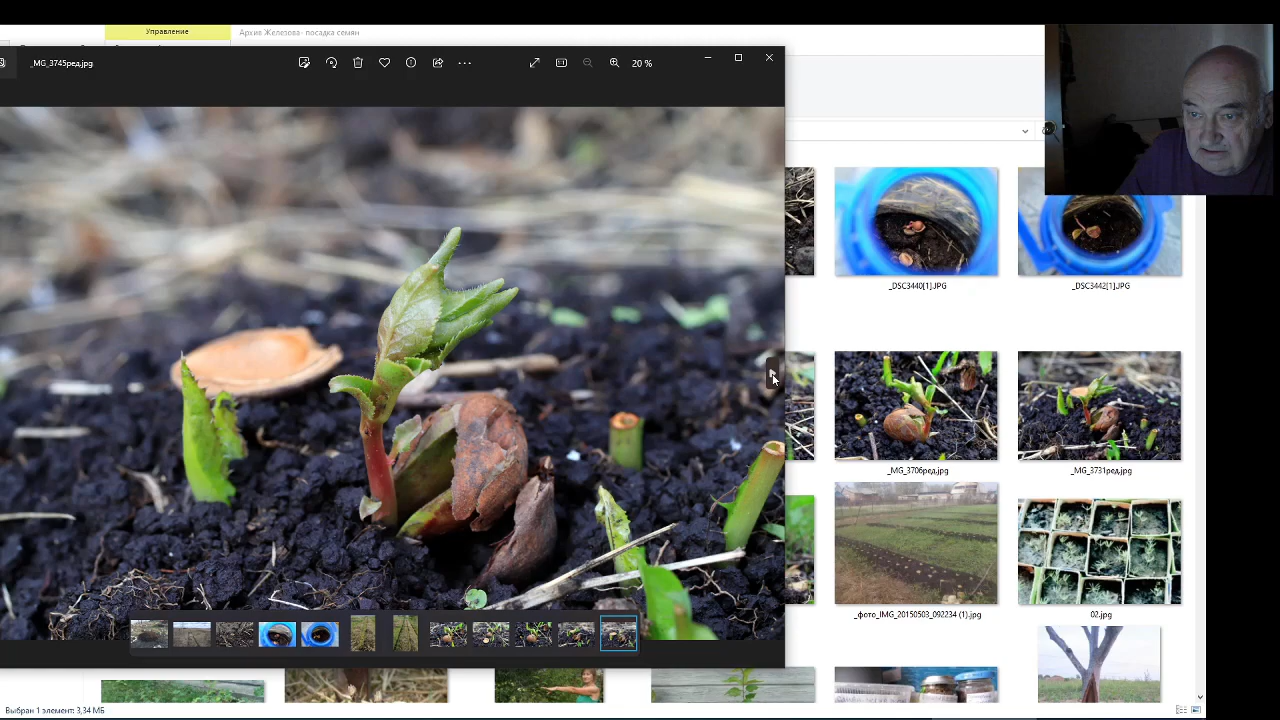 Управление
Архив Железова- посадка семян
_MG_3745ред.jpg
20 %
_DSC3440[1].JPG
_DSC3442[1].JPG
_MG_3706ред.jpg
_MG_3731ред.jpg
_фото_IMG_20150503_092234 (1).jpg
02.jpg
Выбран 1 элемент: 3,34 МБ